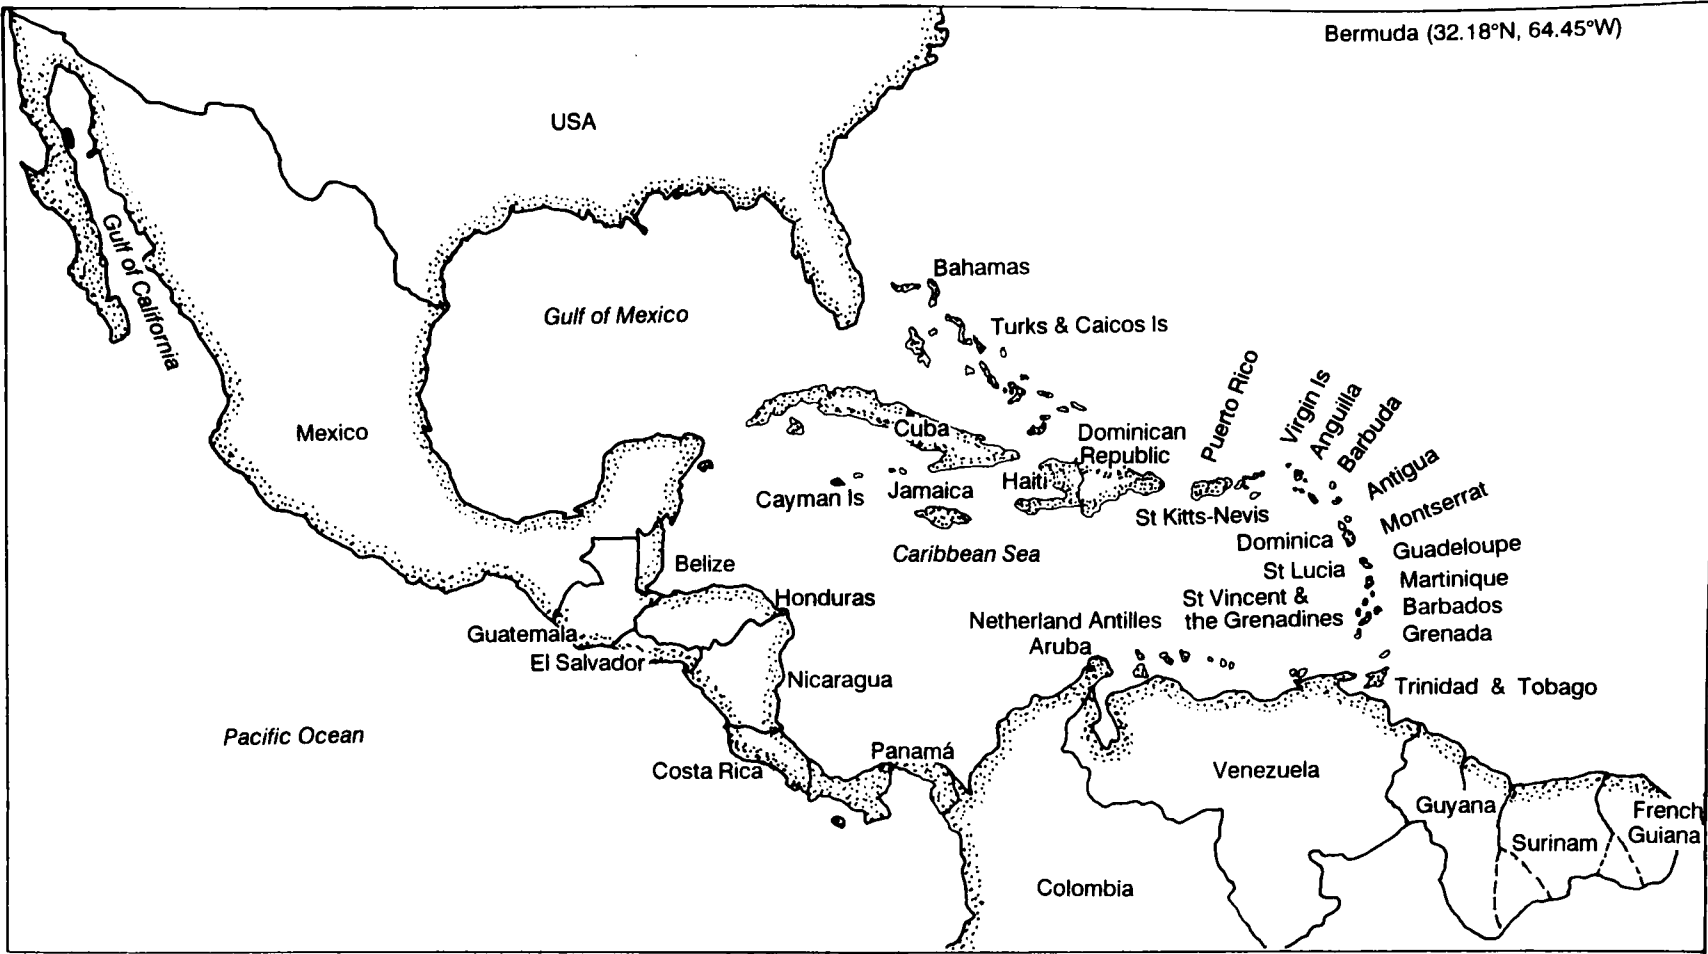 Bermuda (32.18°N, 64.45°W)
USA
Gulf of California
Bahamas
Gulf of Mexico
Turks & Caicos Is
Puerto Rico
Virgin Is
Anguilla
Barbuda
Mexico
Cuba
Dominican
Republic
Antigua
Haiti
Cayman Is
Jamaica
Montserrat
St Kitts-Nevis
Dominica
Guadeloupe
Caribbean Sea
Belize
St Lucia
Martinique
Honduras
St Vincent &
the Grenadines
Barbados
Netherland Antilles
Aruba
Guatemala
Grenada
El Salvador
Nicaragua
Trinidad & Tobago
Pacific Ocean
Panamá
Costa Rica
Venezuela
Guyana
French
Guiana
Surinam
Colombia